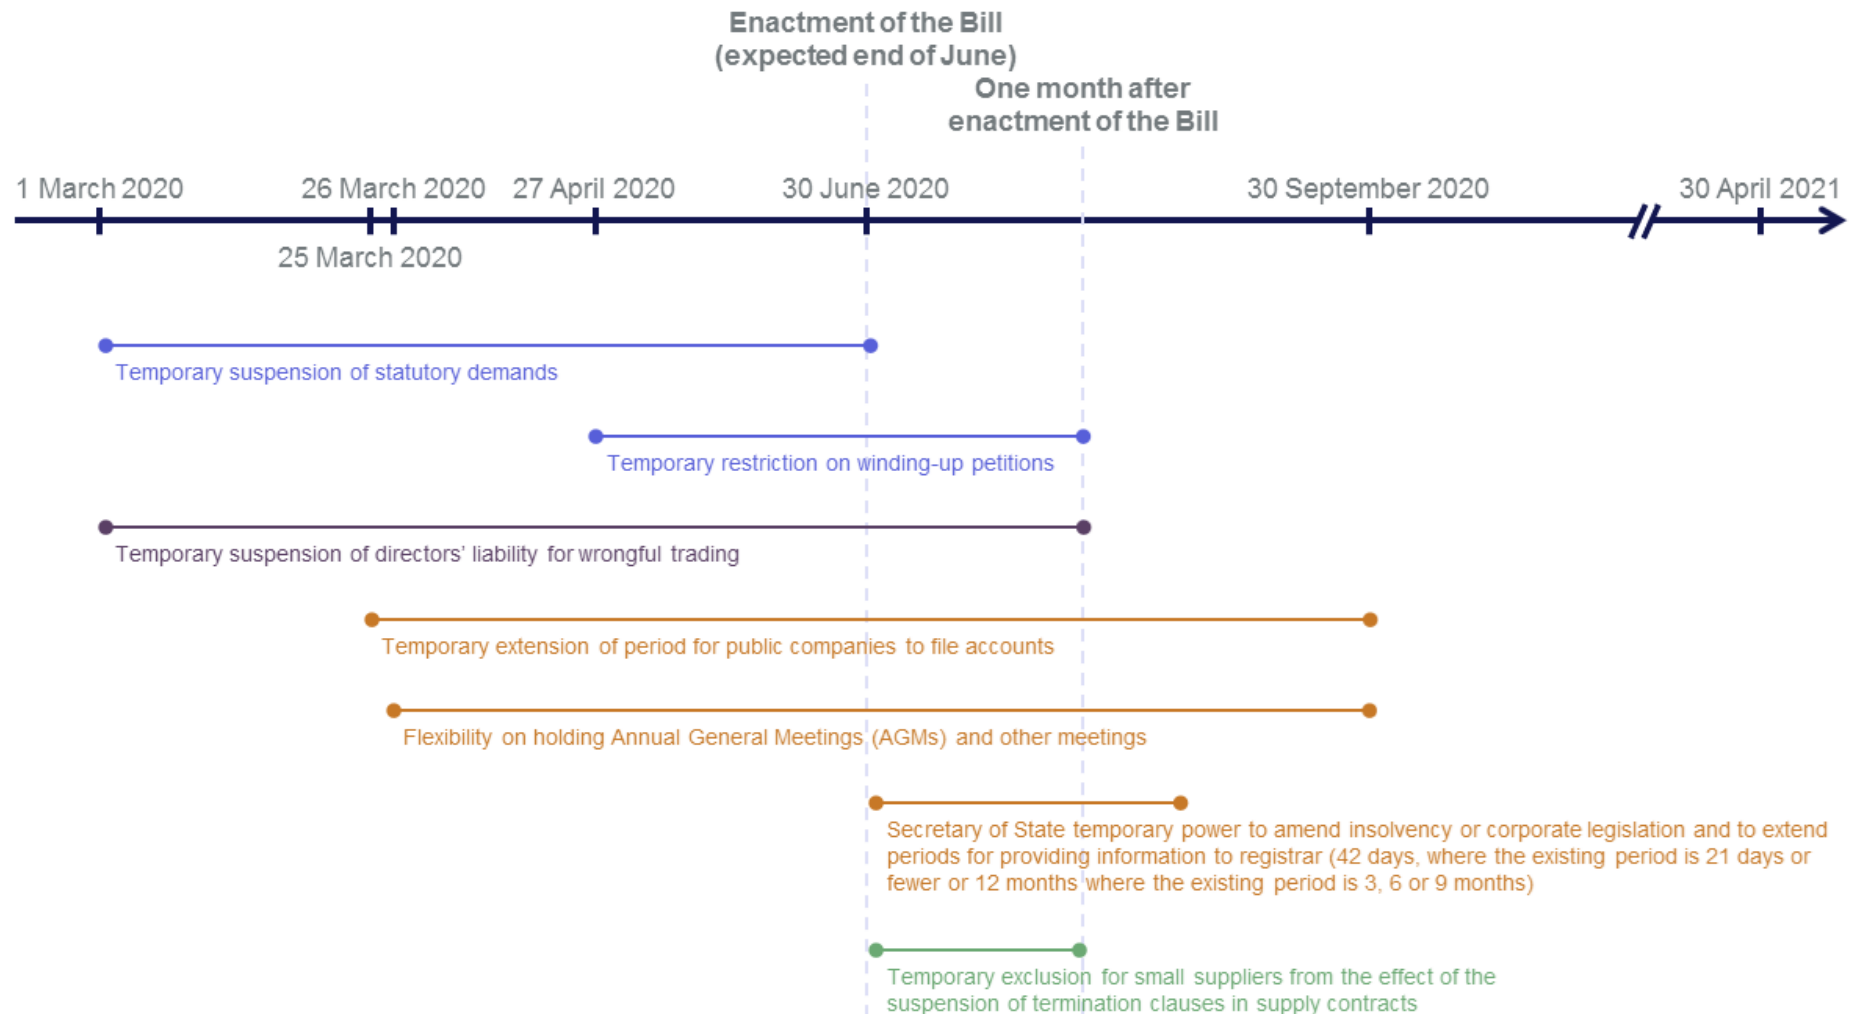 Enactment of the Bill
(expected end of June)
One month after
enactment of the Bill
1 March 2020
26 March 2020
27 April 2020
30 June 2020
30 September 2020
30 April 2021
25 March 2020
Temporary suspension of statutory demands
Temporary restriction on winding-up petitions
Temporary suspension of directors' liability for wrongful trading
Temporary extension of period for public companies to file accounts
Flexibility on holding Annual General Meetings (AGMs) and other meetings
Secretary of State temporary power to amend insolvency or corporate legislation and to extend
periods for providing information to registrar (42 days, where the existing period is 21 days or
fewer or 12 months where the existing period is 3, 6 or 9 months)
Temporary exclusion for small suppliers from the effect of the
suspension of termination clauses in supply contracts